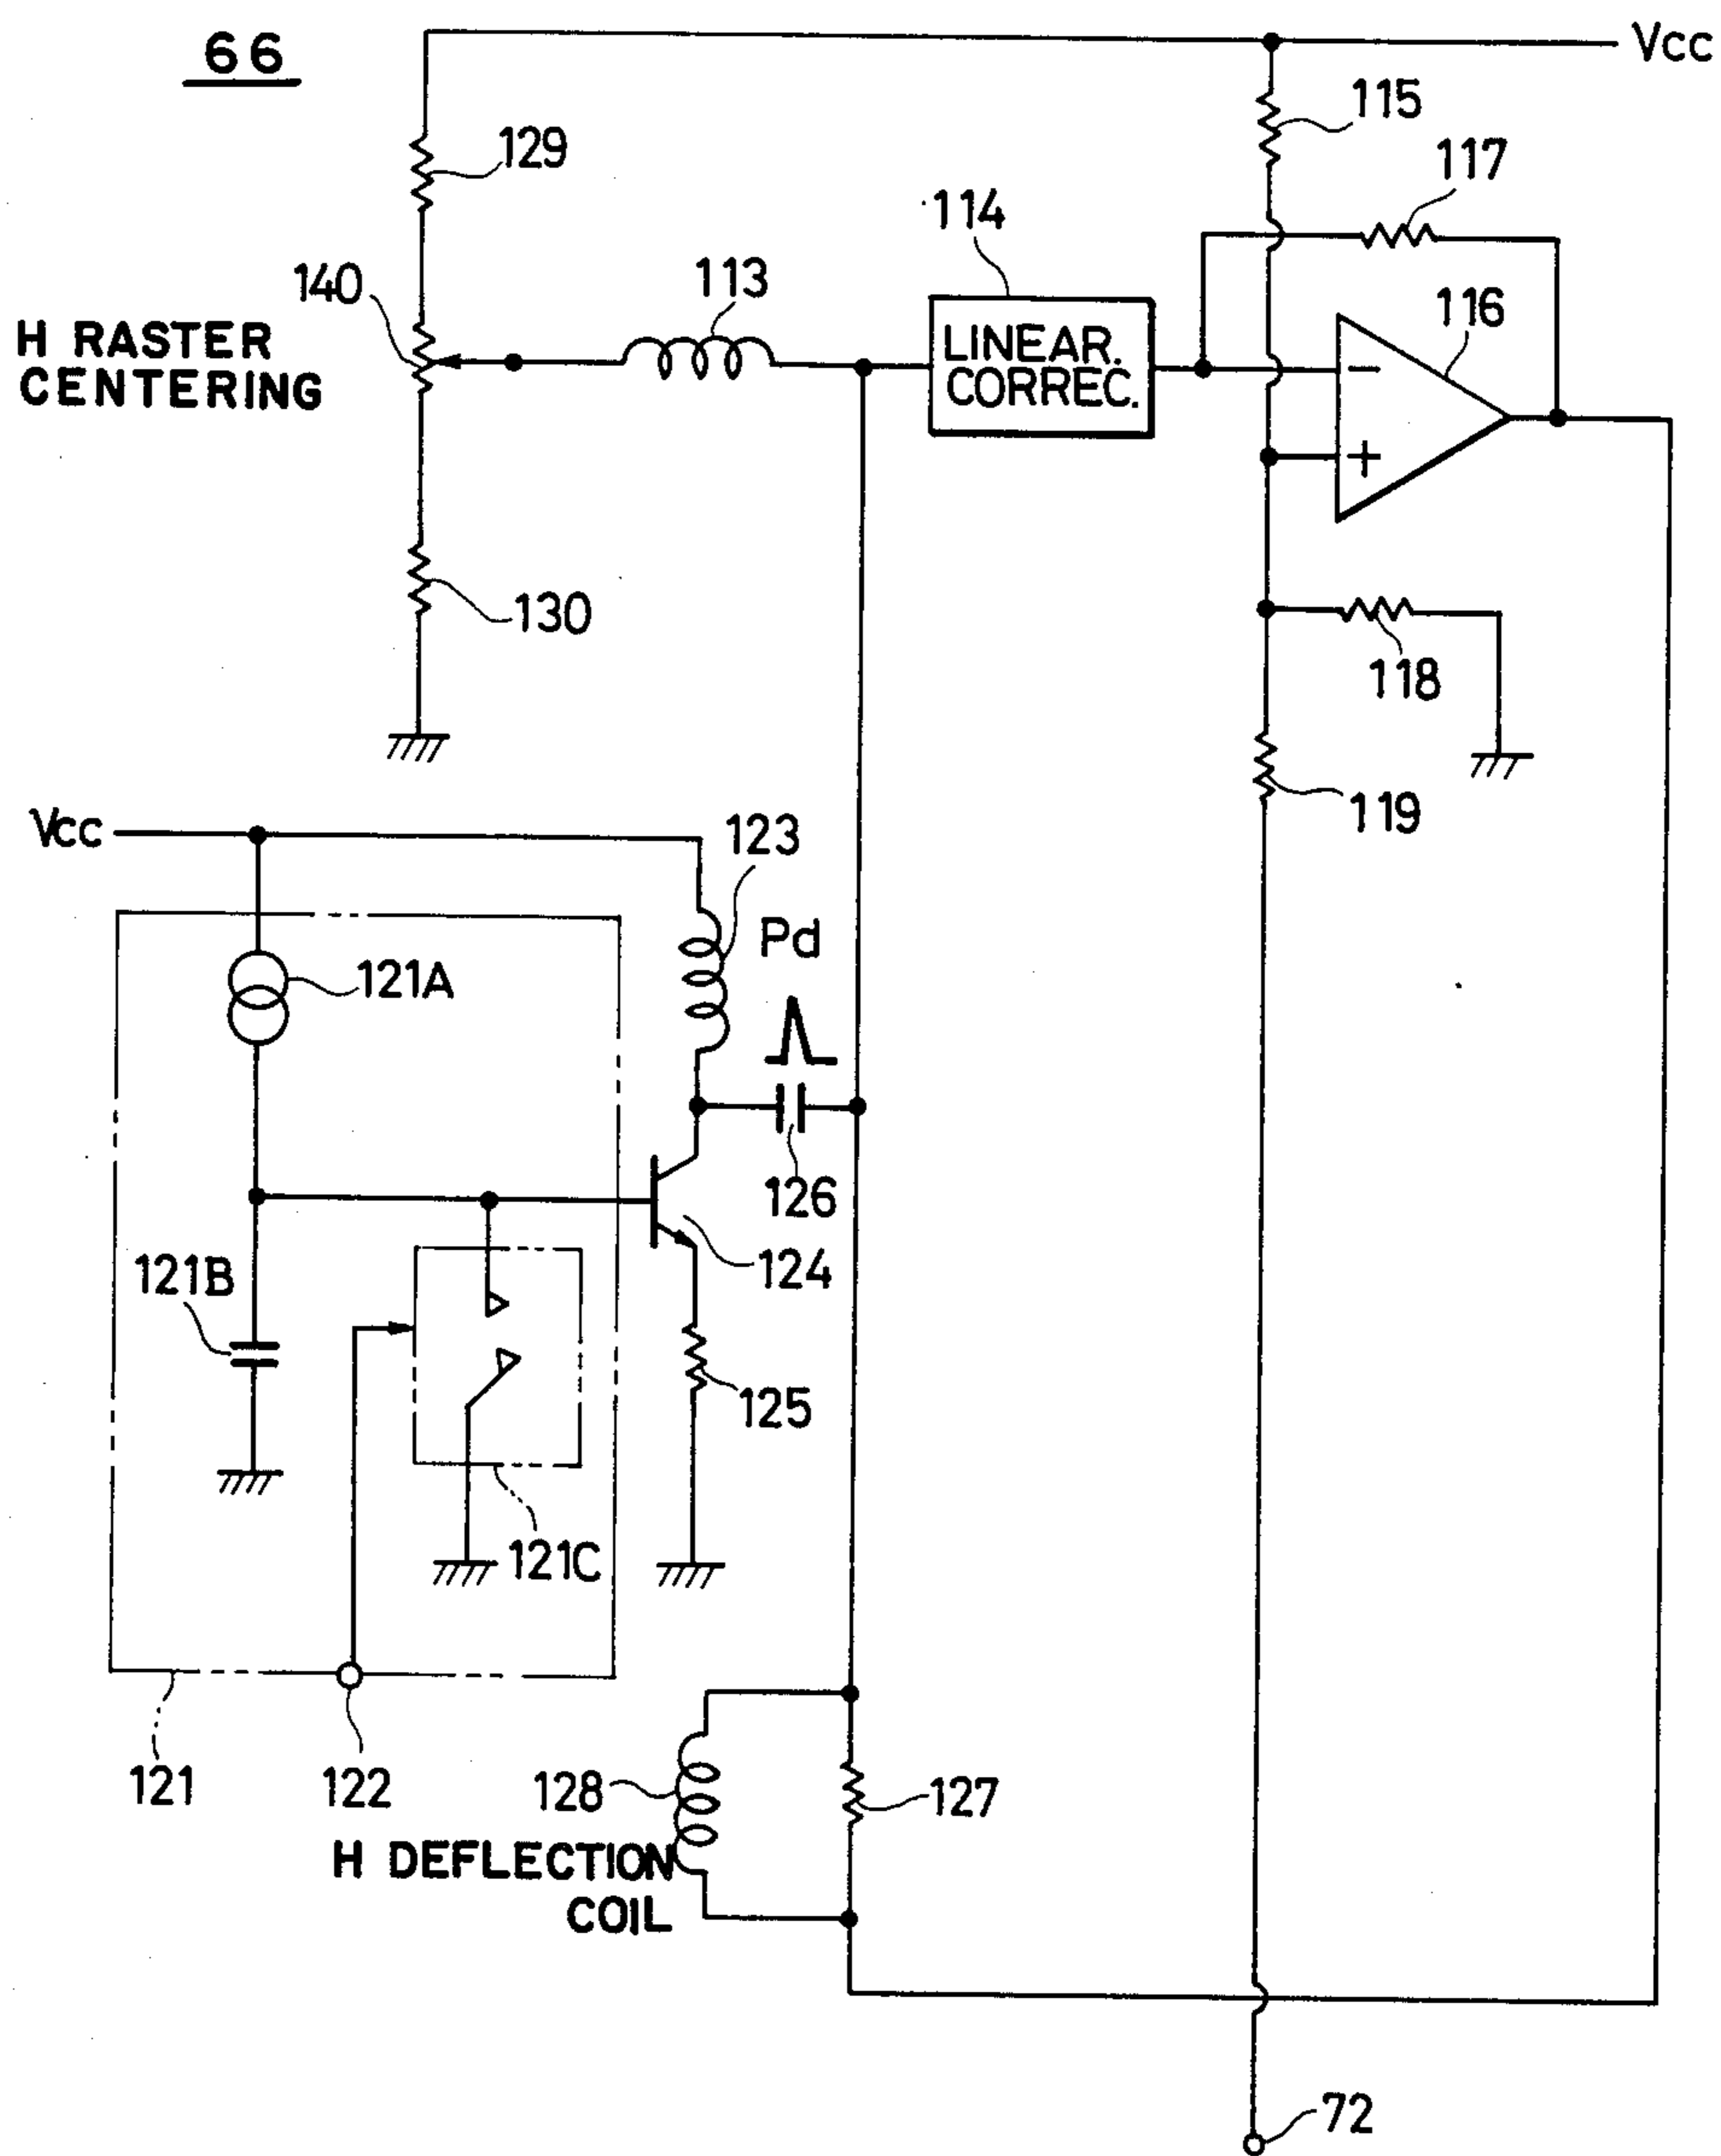 66
Vcc
115
129
117
114
113
140
116
H RASTER
CENTERING
LINEAR.
CORREC.
−
+
130
118
119
Vcc
123
Pd
121A
126
124
121B
125
121C
121
122
128
127
H DEFLECTION
COIL
72